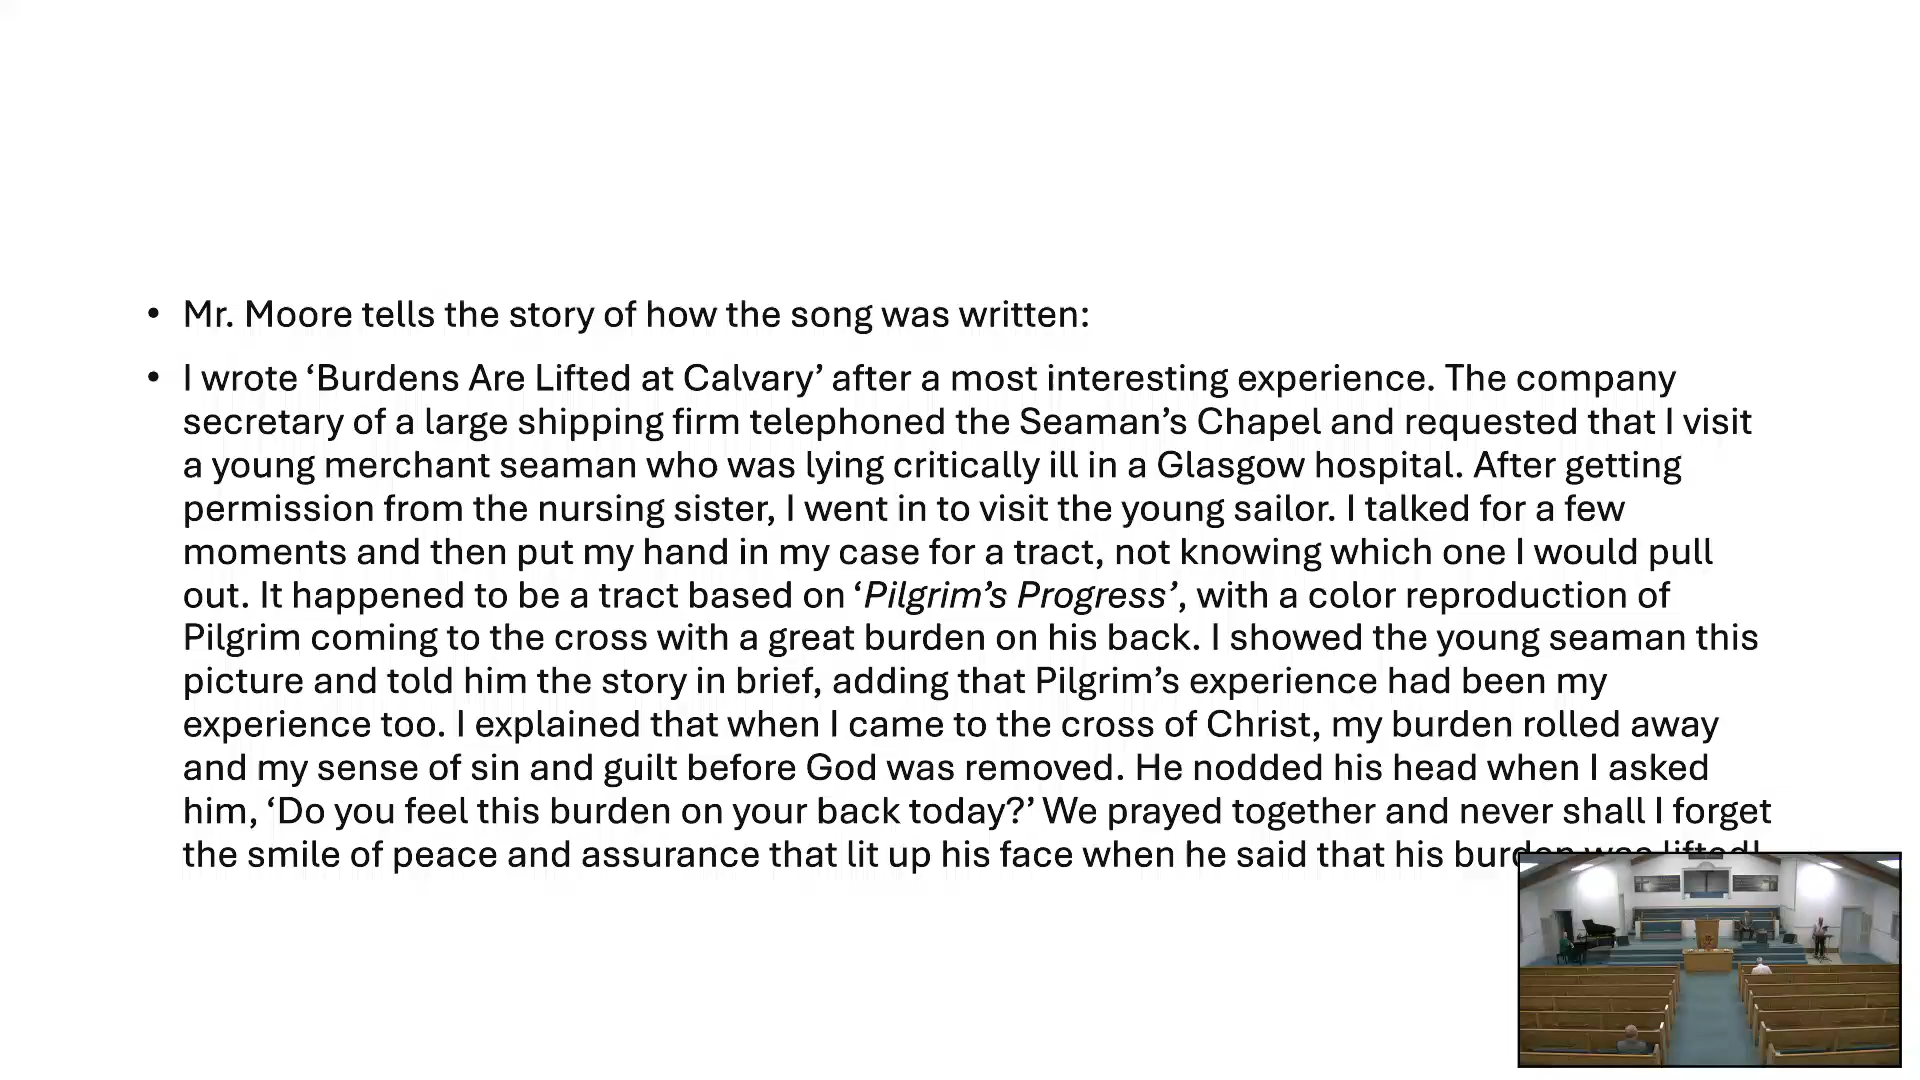 • Mr. Moore tells the story of how the song was written:
• I wrote ‘Burdens Are Lifted at Calvary’ after a most interesting experience. The company
secretary of a large shipping firm telephoned the Seaman’s Chapel and requested that I visit
a young merchant seaman who was lying critically ill in a Glasgow hospital. After getting
permission from the nursing sister, I went in to visit the young sailor. I talked for a few
moments and then put my hand in my case for a tract, not knowing which one I would pull
out. It happened to be a tract based on ‘Pilgrim’s Progress’, with a color reproduction of
Pilgrim coming to the cross with a great burden on his back. I showed the young seaman this
picture and told him the story in brief, adding that Pilgrim’s experience had been my
experience too. I explained that when I came to the cross of Christ, my burden rolled away
and my sense of sin and guilt before God was removed. He nodded his head when I asked
him, ‘Do you feel this burden on your back today?’ We prayed together and never shall I forget
the smile of peace and assurance that lit up his face when he said that his burden was lifted!